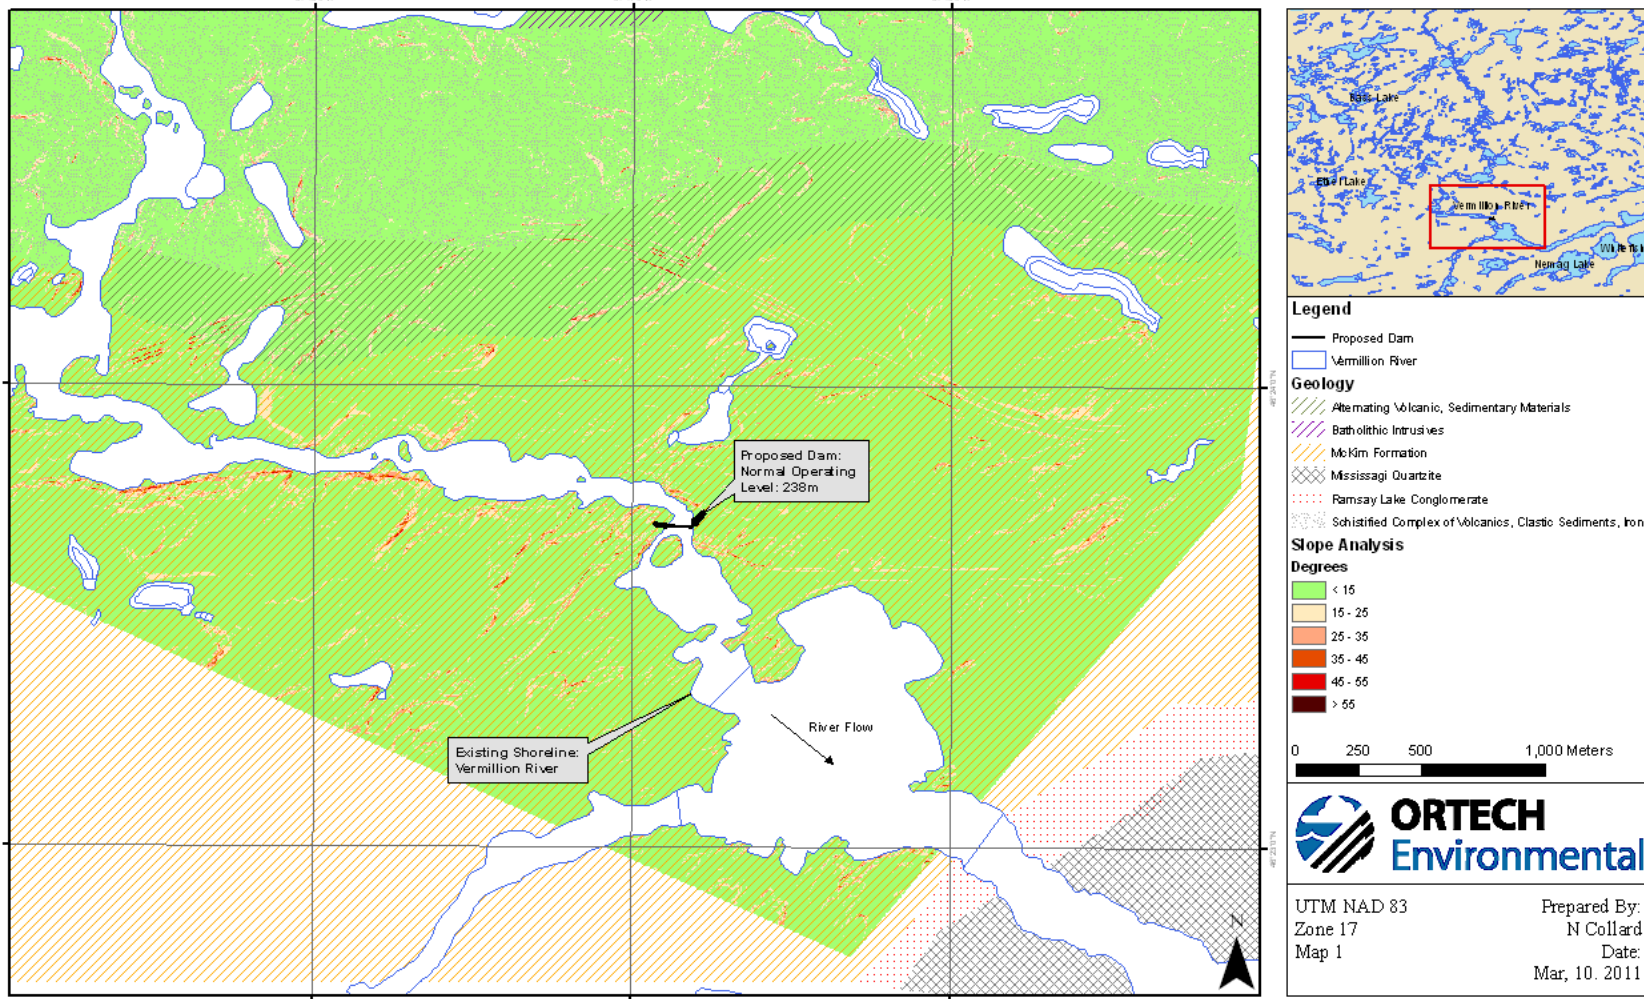 Proposed Dam:
Normal Operating
Level: 238m
Existing Shoreline:
Vermillion River
River Flow
N
Lake
Vermillion River
Nemag Lake
Legend
Proposed Dam
Vermillion River
Geology
Alternating Volcanic, Sedimentary Materials
Batholithic Intrusives
McKim Formation
Mississagi Quartzite
Ramsay Lake Conglomerate
Schistified Complex of Volcanics, Clastic Sediments, Iron
Slope Analysis
Degrees
< 15
15 - 25
25 - 35
35 - 45
45 - 55
> 55
0 250 500 1,000 Meters
ORTECH
Environmental
UTM NAD 83
Zone 17
Map 1
Prepared By:
N Collard
Date:
Mar, 10. 2011